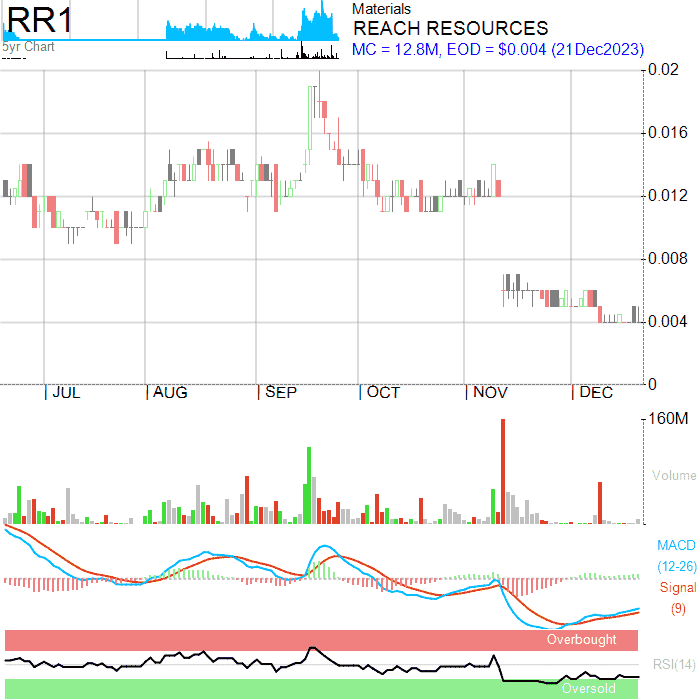 RR1
5yr Chart
Materials
REACH RESOURCES
MC = 12.8M, EOD = $0.004 (21Dec2023)
0.02
0.016
0.012
0.008
0.004
0
JUL AUG SEP OCT NOV DEC
160M
Volume
MACD
(12-26)
Signal
(9)
Overbought
RSI(14)
Oversold